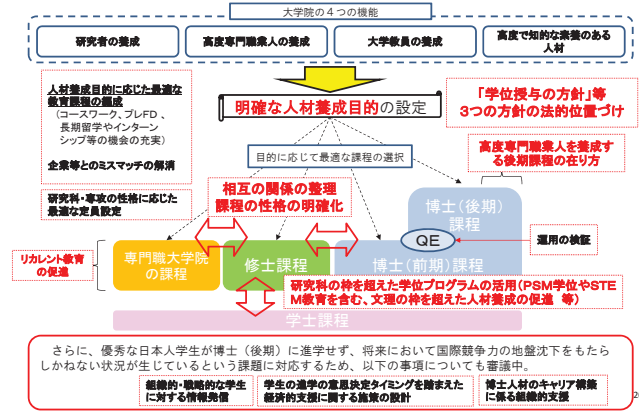 大学院の４つの機能
研究者の養成
高度専門職業人の養成
大学教員の養成
高度で知的な素養のある
人材
人材養成目的に応じた最適な
教育課程の編成
（コースワーク、プレFD 、
長期留学やインターン
シップ等の機会の充実）
企業等とのミスマッチの解消
研究科・専攻の性格に応じた
最適な定員設定
明確な人材養成目的の設定
「学位授与の方針」等
３つの方針の法的位置づけ
目的に応じて最適な課程の選択
高度専門職業人を養成す
る後期課程の在り方
相互の関係の整理
課程の性格の明確化
博士（後期）
課程
QE
運用の検証
リカレント教育
の促進
専門職大学院
の課程
修士課程
博士（前期）課程
研究科の枠を超えた学位プログラムの活用（PSM学位やSTE
M教育を含む、文理の枠を超えた人材養成の促進 等）
学士課程
さらに、優秀な日本人学生が博士（後期）に進学せず、将来において国際競争力の地盤沈下をもたら
しかねない状況が生じているという課題に対応するため、以下の事項についても審議中。
組織的・戦略的な学生
に対する情報発信
学生の進学の意思決定タイミングを踏まえた
経済的支援に関する施策の設計
博士人材のキャリア構築
に係る組織的支援